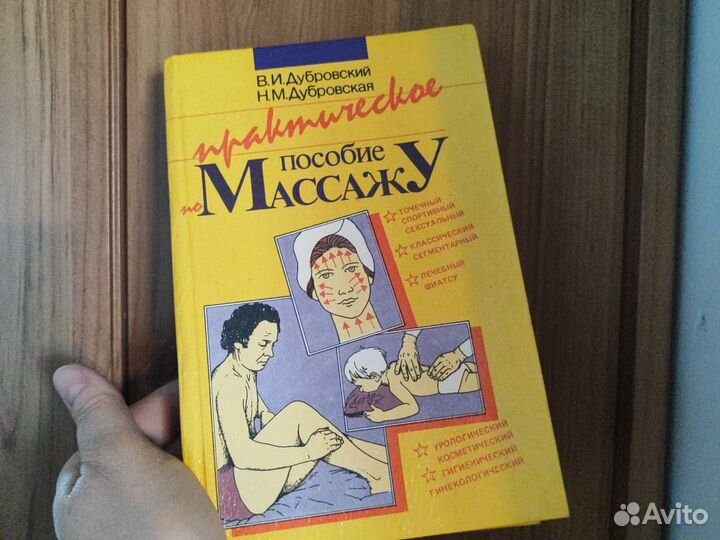 В.И.Дубровский
Н.М.Дубровская
практическое
пособие
по МассажУ
☆ точечный
спортивный
сексуальный
☆ классический
сегментарный
☆ лечебный
шиатсу
☆ урологический
косметический
☆ гигиенический
гинекологический
Avito